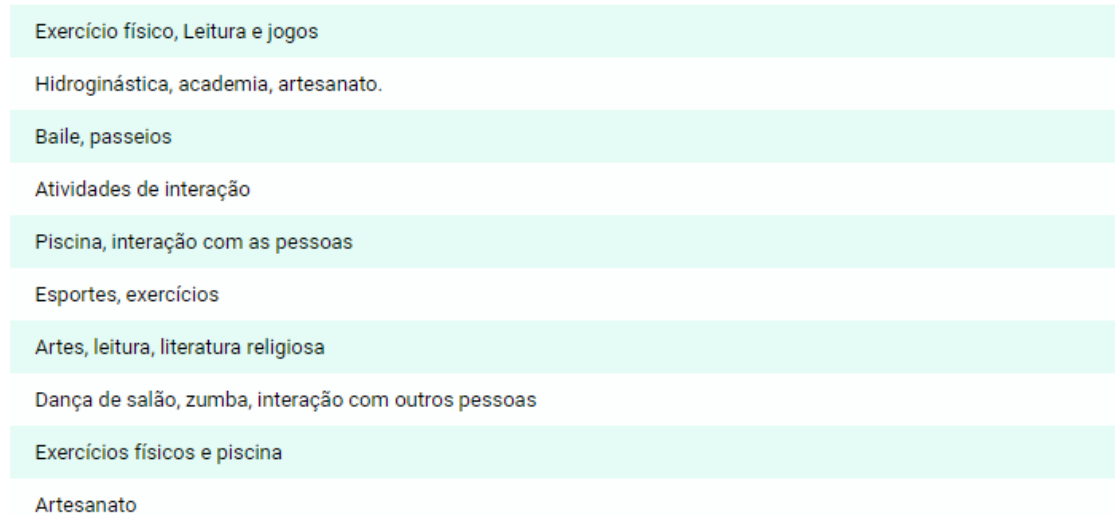 Exercício físico, Leitura e jogos
Hidroginástica, academia, artesanato.
Baile, passeios
Atividades de interação
Piscina, interação com as pessoas
Esportes, exercícios
Artes, leitura, literatura religiosa
Dança de salão, zumba, interação com outros pessoas
Exercícios físicos e piscina
Artesanato